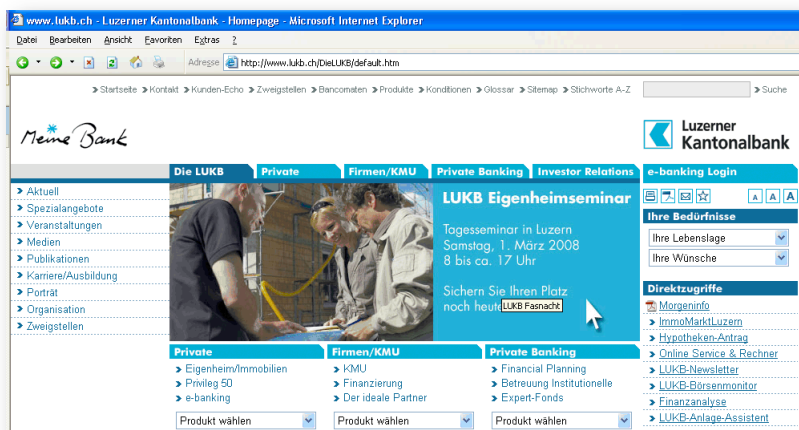 www.lukb.ch - Luzerner Kantonalbank - Homepage - Microsoft Internet Explorer
Datei Bearbeiten Ansicht Favoriten Extras ?
Adresse http://www.lukb.ch/DieLUKB/default.htm
Startseite Kontakt Kunden-Echo Zweigstellen Bancomaten Produkte Konditionen Glossar Sitemap Stichworte A-Z Suche
Meine Bank
Luzerner
Kantonalbank
Die LUKB Private Firmen/KMU Private Banking Investor Relations e-banking Login
Aktuell
Spezialangebote
Veranstaltungen
Medien
Publikationen
Karriere/Ausbildung
Porträt
Organisation
Zweigstellen
LUKB Eigenheimseminar
Tagesseminar in Luzern
Samstag, 1. März 2008
8 bis ca. 17 Uhr
Sichern Sie Ihren Platz
noch heute
LUKB Fasnacht
A A A
Ihre Bedürfnisse
Ihre Lebenslage
Ihre Wünsche
Direktzugriffe
Morgeninfo
ImmoMarktLuzern
Hypotheken-Antrag
Online Service & Rechner
LUKB-Newsletter
LUKB-Börsenmonitor
Finanzanalyse
LUKB-Anlage-Assistent
Private
Eigenheim/Immobilien
Privileg 50
e-banking
Produkt wählen
Firmen/KMU
KMU
Finanzierung
Der ideale Partner
Produkt wählen
Private Banking
Financial Planning
Betreuung Institutionelle
Expert-Fonds
Produkt wählen